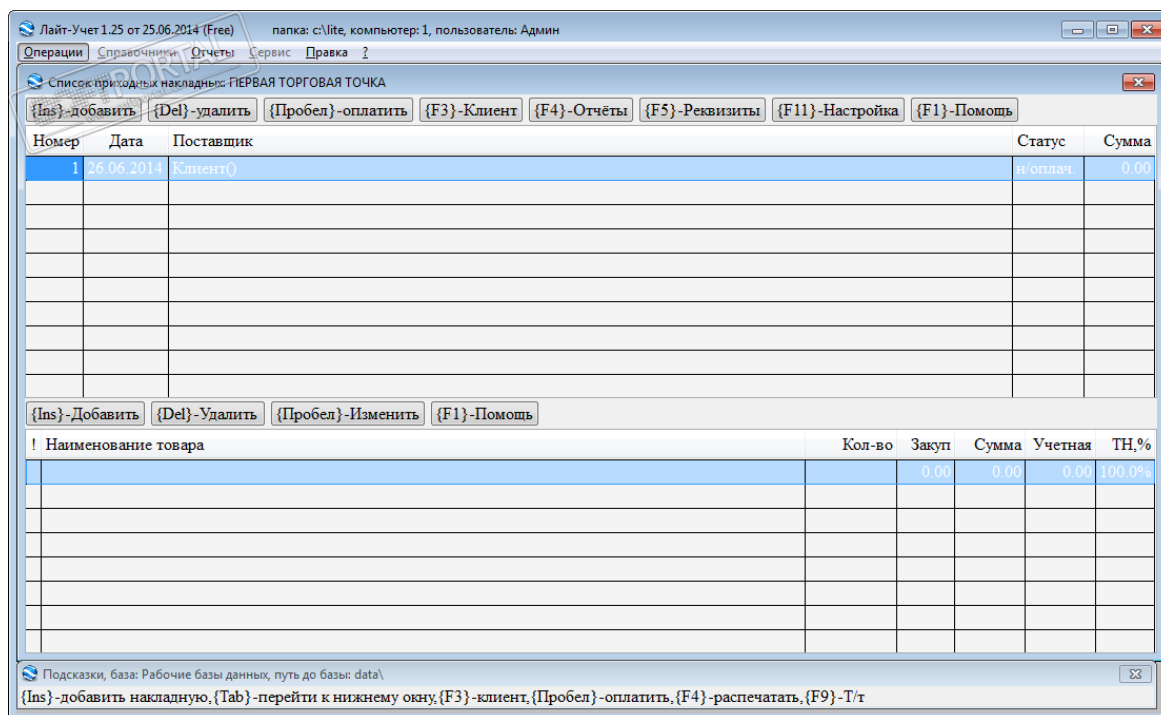 Лайт-Учет 1.25 от 25.06.2014 (Free) папка: c:\lite, компьютер: 1, пользователь: Админ
Операции Справочники Отчеты Сервис Правка ?
Список приходных накладных: ПЕРВАЯ ТОРГОВАЯ ТОЧКА
{Ins}-добавить {Del}-удалить {Пробел}-оплатить {F3}-Клиент {F4}-Отчёты {F5}-Реквизиты {F11}-Настройка {F1}-Помощь
Номер Дата Поставщик Статус Сумма
1 26.06.2014 Клиент() н/оплач. 0.00
{Ins}-Добавить {Del}-Удалить {Пробел}-Изменить {F1}-Помощь
! Наименование товара Кол-во Закуп Сумма Учетная ТН,%
0.00 0.00 0.00 100.0%
Подсказки, база: Рабочие базы данных, путь до базы: data\
{Ins}-добавить накладную,{Tab}-перейти к нижнему окну,{F3}-клиент,{Пробел}-оплатить,{F4}-распечатать,{F9}-Т/т